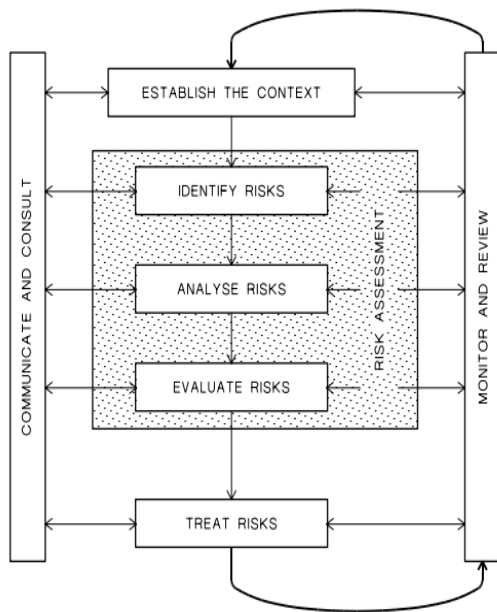 ESTABLISH THE CONTEXT
COMMUNICATE AND CONSULT
IDENTIFY RISKS
ANALYSE RISKS
EVALUATE RISKS
RISK ASSESSMENT
MONITOR AND REVIEW
TREAT RISKS